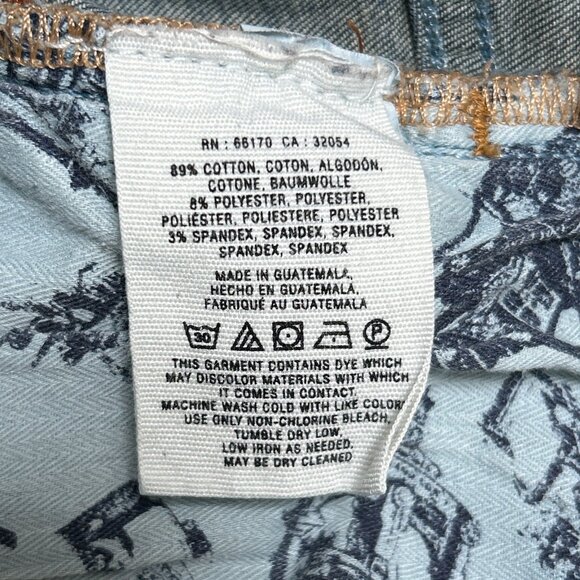 RN : 66170 CA : 32054
89% COTTON, COTON, ALGODÓN,
COTONE, BAUMWOLLE
8% POLYESTER, POLYESTER,
POLIÉSTER, POLIESTERE, POLYESTER
3% SPANDEX, SPANDEX, SPANDEX,
SPANDEX, SPANDEX
MADE IN GUATEMALA,
HECHO EN GUATEMALA,
FABRIQUÉ AU GUATEMALA
30 P
THIS GARMENT CONTAINS DYE WHICH
MAY DISCOLOR MATERIALS WITH WHICH
IT COMES IN CONTACT.
MACHINE WASH COLD WITH LIKE COLOR
USE ONLY NON-CHLORINE BLEACH,
TUMBLE DRY LOW,
LOW IRON AS NEEDED,
MAY BE DRY CLEANED